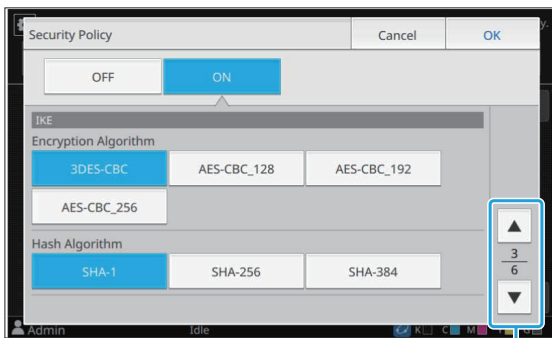 Security Policy Cancel OK
OFF ON
IKE
Encryption Algorithm
3DES-CBC AES-CBC_128 AES-CBC_192
AES-CBC_256
Hash Algorithm
SHA-1 SHA-256 SHA-384
3
6
Admin Idle K C M